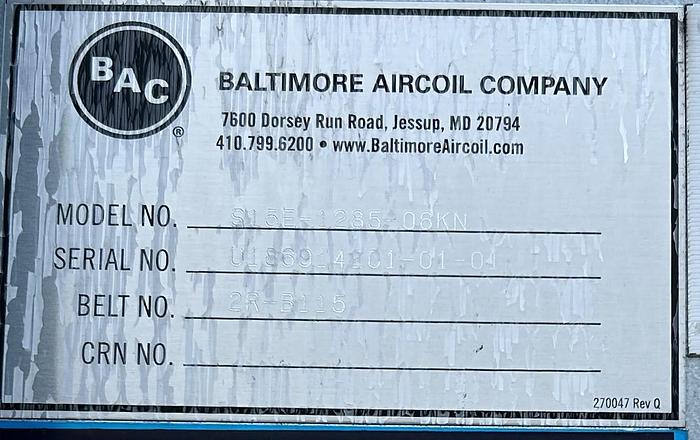 BAC
®
BALTIMORE AIRCOIL COMPANY
7600 Dorsey Run Road, Jessup, MD 20794
410.799.6200 • www.BaltimoreAircoil.com
MODEL NO. S15E-1285-06KN
SERIAL NO.
BELT NO. 2R-B115
CRN NO.
270047 Rev Q